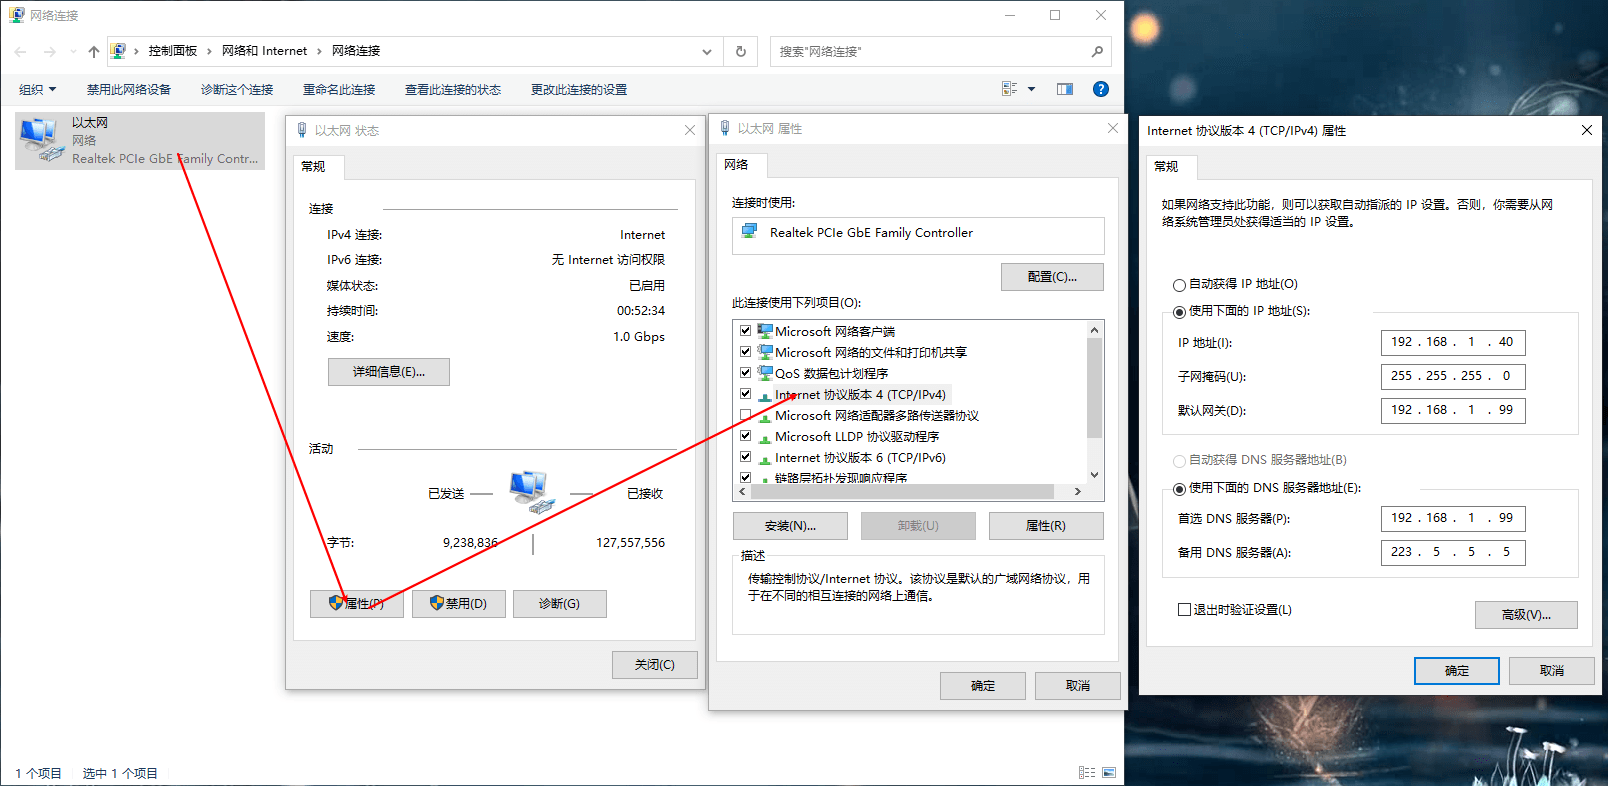 网络连接
控制面板 › 网络和 Internet › 网络连接
搜索"网络连接"
组织
禁用此网络设备
诊断这个连接
重命名此连接
查看此连接的状态
更改此连接的设置
以太网
网络
Realtek PCIe GbE Family Contr...
1 个项目
选中 1 个项目
以太网 状态
常规
连接
IPv4 连接:
Internet
IPv6 连接:
无 Internet 访问权限
媒体状态:
已启用
持续时间:
00:52:34
速度:
1.0 Gbps
详细信息(E)...
活动
已发送
已接收
字节:
9,238,836
127,557,556
属性(P)
禁用(D)
诊断(G)
关闭(C)
以太网 属性
网络
连接时使用:
Realtek PCIe GbE Family Controller
配置(C)...
此连接使用下列项目(O):
Microsoft 网络客户端
Microsoft 网络的文件和打印机共享
QoS 数据包计划程序
Internet 协议版本 4 (TCP/IPv4)
Microsoft 网络适配器多路传送器协议
Microsoft LLDP 协议驱动程序
Internet 协议版本 6 (TCP/IPv6)
链路层拓扑发现响应程序
安装(N)...
卸载(U)
属性(R)
描述
传输控制协议/Internet 协议。该协议是默认的广域网络协议，用
于在不同的相互连接的网络上通信。
确定
取消
Internet 协议版本 4 (TCP/IPv4) 属性
常规
如果网络支持此功能，则可以获取自动指派的 IP 设置。否则，你需要从网
络系统管理员处获得适当的 IP 设置。
自动获得 IP 地址(O)
使用下面的 IP 地址(S):
IP 地址(I):
192 . 168 . 1 . 40
子网掩码(U):
255 . 255 . 255 . 0
默认网关(D):
192 . 168 . 1 . 99
自动获得 DNS 服务器地址(B)
使用下面的 DNS 服务器地址(E):
首选 DNS 服务器(P):
192 . 168 . 1 . 99
备用 DNS 服务器(A):
223 . 5 . 5 . 5
退出时验证设置(L)
高级(V)...
确定
取消